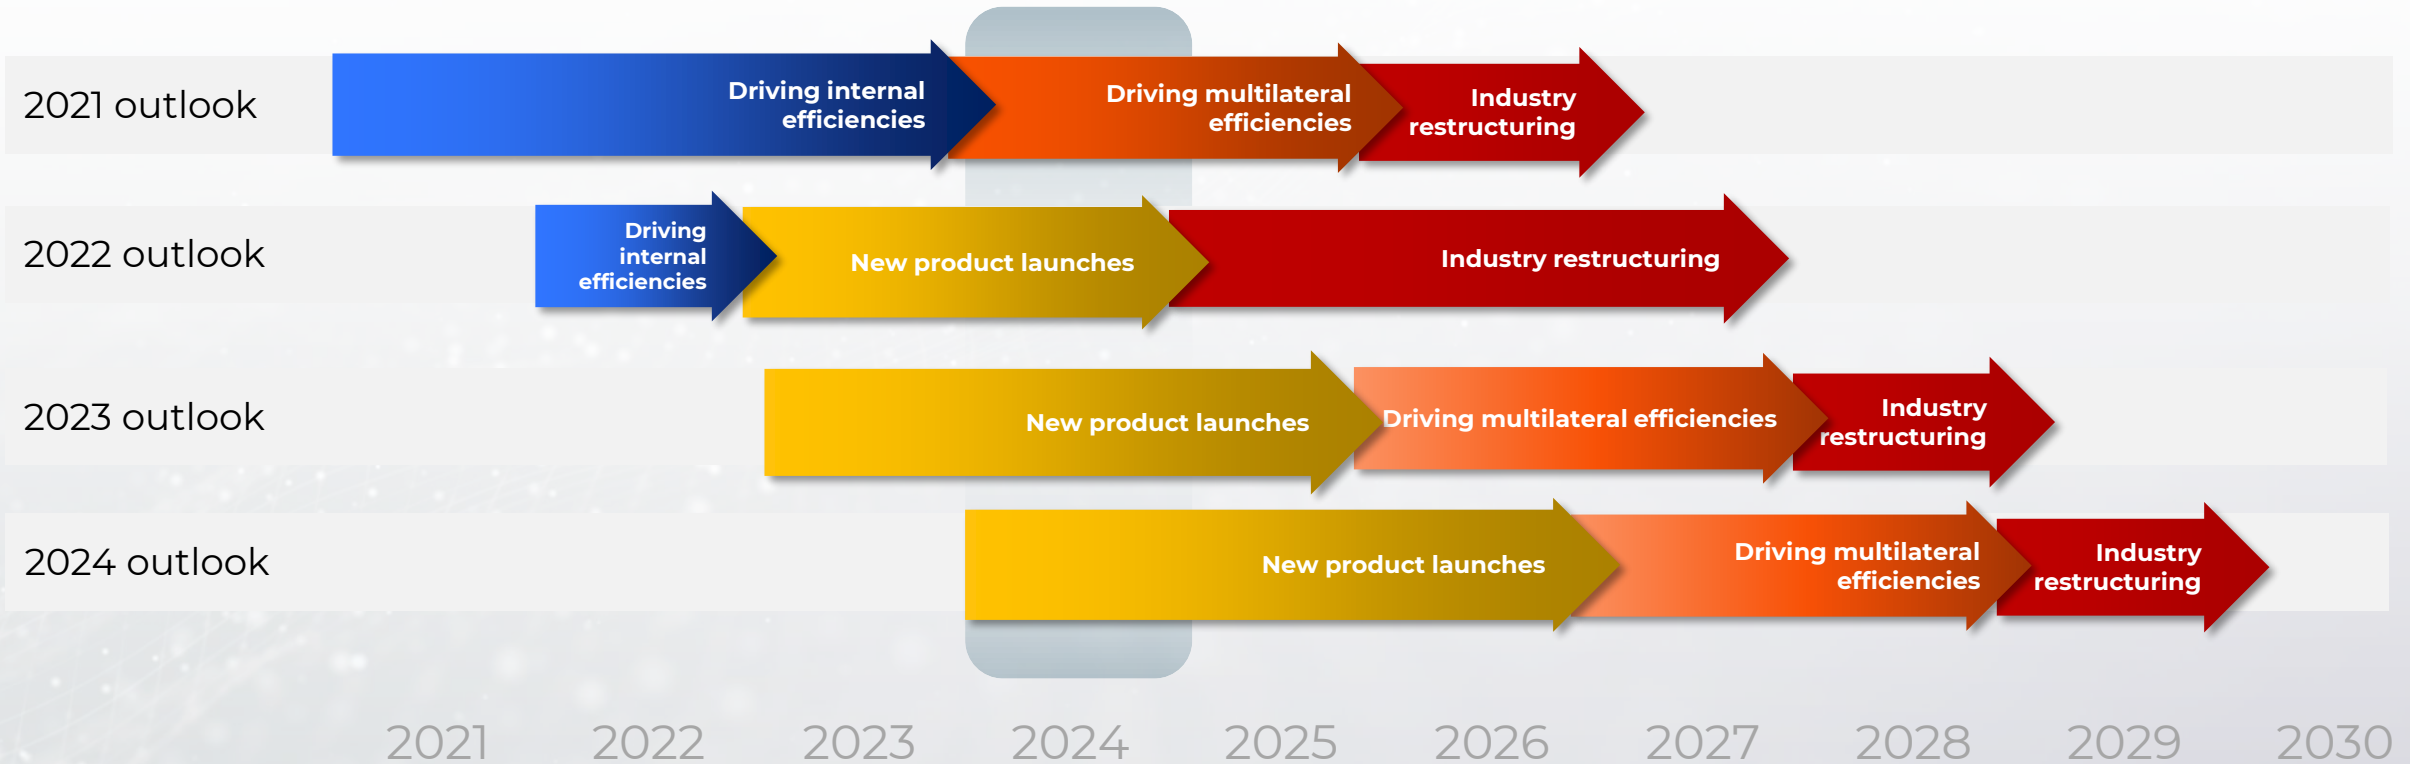 2021 outlook
Driving internal
efficiencies
Driving multilateral
efficiencies
Industry
restructuring
2022 outlook
Driving
internal
efficiencies
New product launches
Industry restructuring
2023 outlook
New product launches
Driving multilateral efficiencies
Industry
restructuring
2024 outlook
New product launches
Driving multilateral
efficiencies
Industry
restructuring
2021 2022 2023 2024 2025 2026 2027 2028 2029 2030